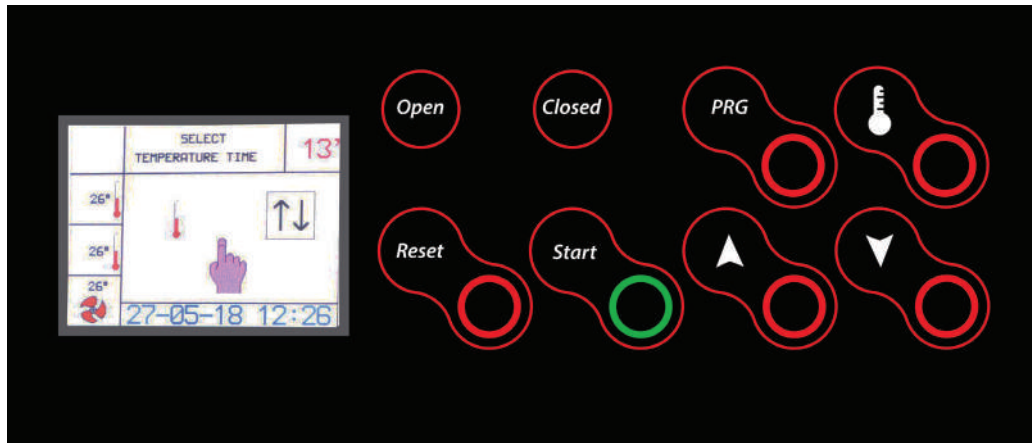 SELECT
TEMPERATURE TIME
13'
26°
26°
26°
27-05-18 12:26
Open
Closed
PRG
Reset
Start